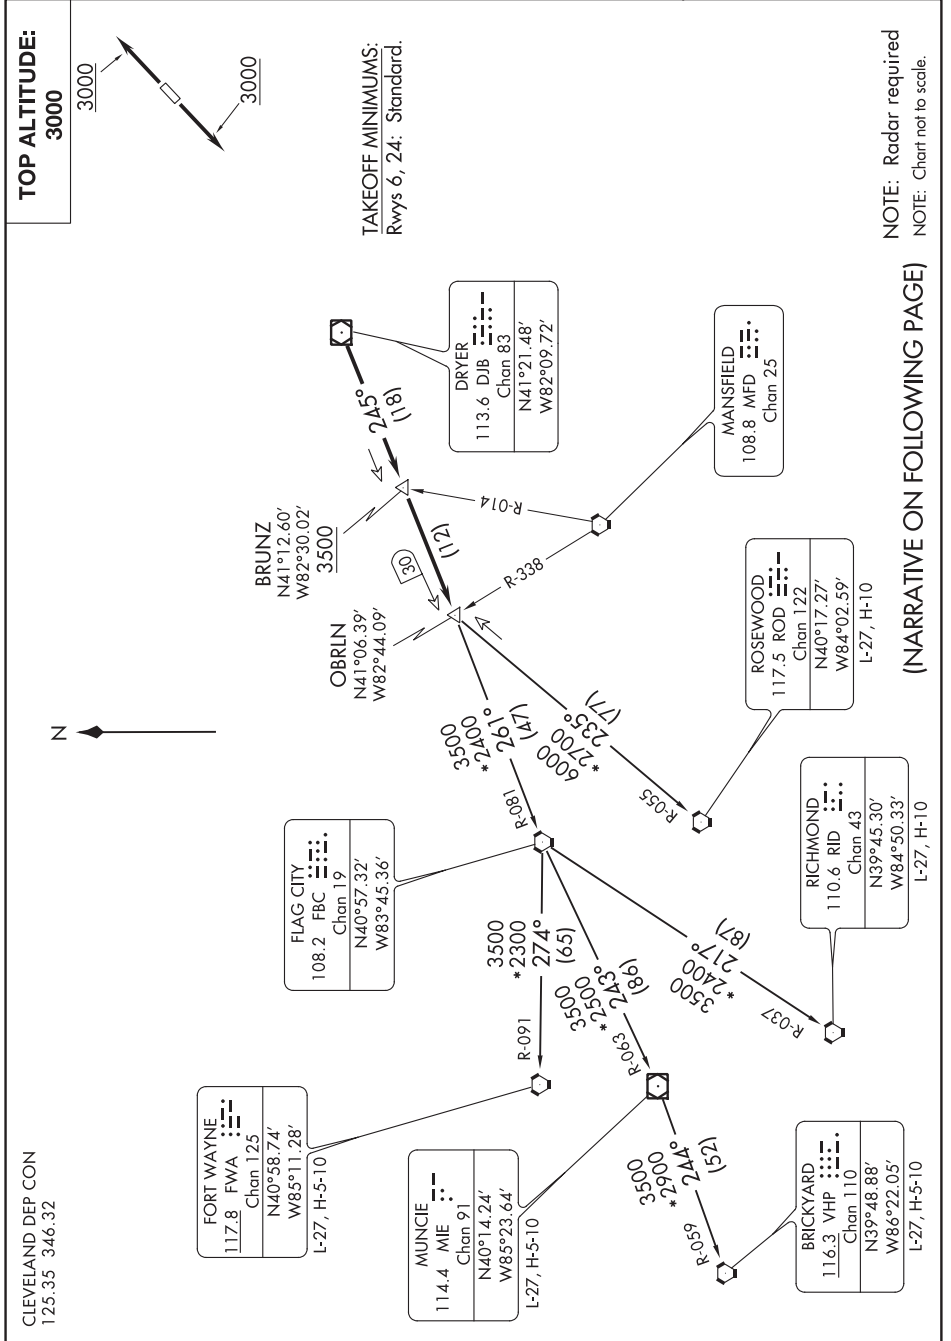 CLEVELAND DEP CON
125.35 346.32
TOP ALTITUDE:
3000
3000
3000
TAKEOFF MINIMUMS:
Rwys 6, 24: Standard.
N
BRUNZ
N41°12.60'
W82°30.02'
3500
OBRLN
N41°06.39'
W82°44.09'
245°
(18)
(12)
30
DRYER
113.6 DJB
Chan 83
N41°21.48'
W82°09.72'
R-014
R-338
MANSFIELD
108.8 MFD
Chan 25
3500
*2400
261°
(47)
R-081
6000
*2700
235°
(77)
R-055
ROSEWOOD
117.5 ROD
Chan 122
N40°17.27'
W84°02.59'
L-27, H-10
FLAG CITY
108.2 FBC
Chan 19
N40°57.32'
W83°45.36'
3500
*2300
274°
(65)
R-091
3500
*2500
243°
(86)
R-063
3500
*2400
217°
(87)
R-037
RICHMOND
110.6 RID
Chan 43
N39°45.30'
W84°50.33'
L-27, H-10
FORT WAYNE
117.8 FWA
Chan 125
N40°58.74'
W85°11.28'
L-27, H-5-10
MUNCIE
114.4 MIE
Chan 91
N40°14.24'
W85°23.64'
L-27, H-5-10
3500
*2900
244°
(52)
R-059
BRICKYARD
116.3 VHP
Chan 110
N39°48.88'
W86°22.05'
L-27, H-5-10
NOTE: Radar required
NOTE: Chart not to scale.
(NARRATIVE ON FOLLOWING PAGE)